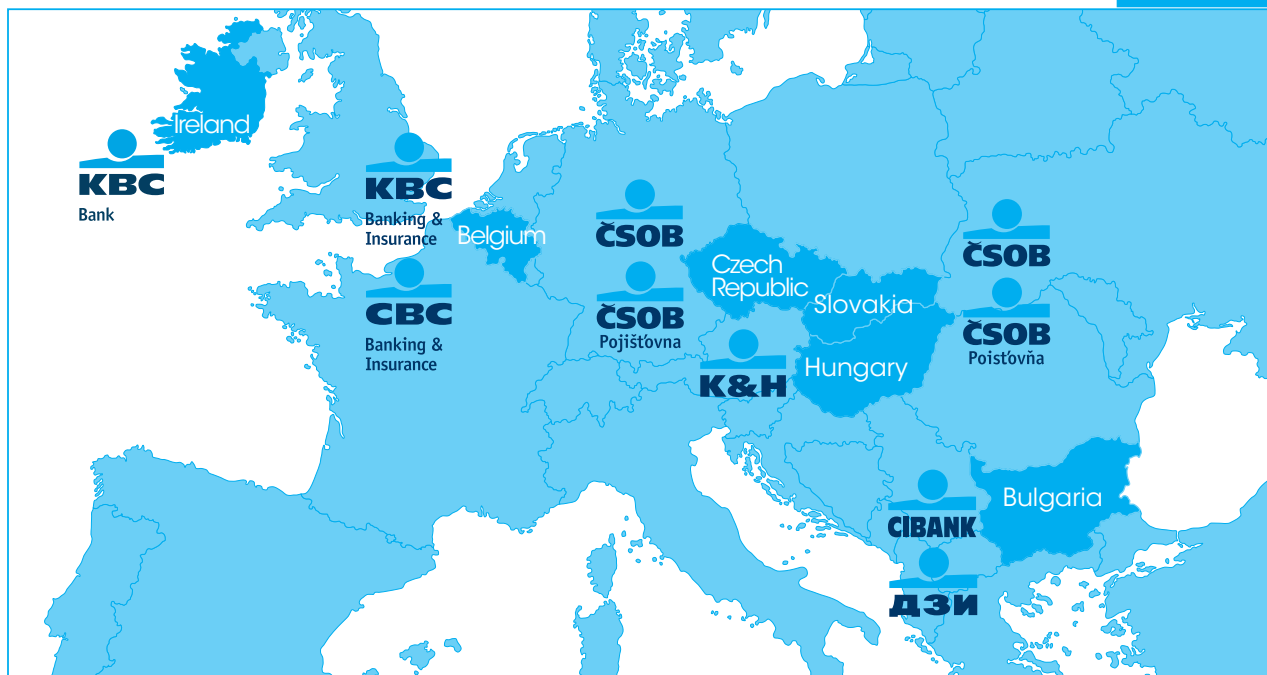 Ireland
KBC
Bank
KBC
Banking &
Insurance
Belgium
CBC
Banking &
Insurance
ČSOB
ČSOB
Pojišťovna
Czech
Republic
Slovakia
ČSOB
ČSOB
Poisťovňa
K&H
Hungary
CIBANK
Bulgaria
ДЗИ